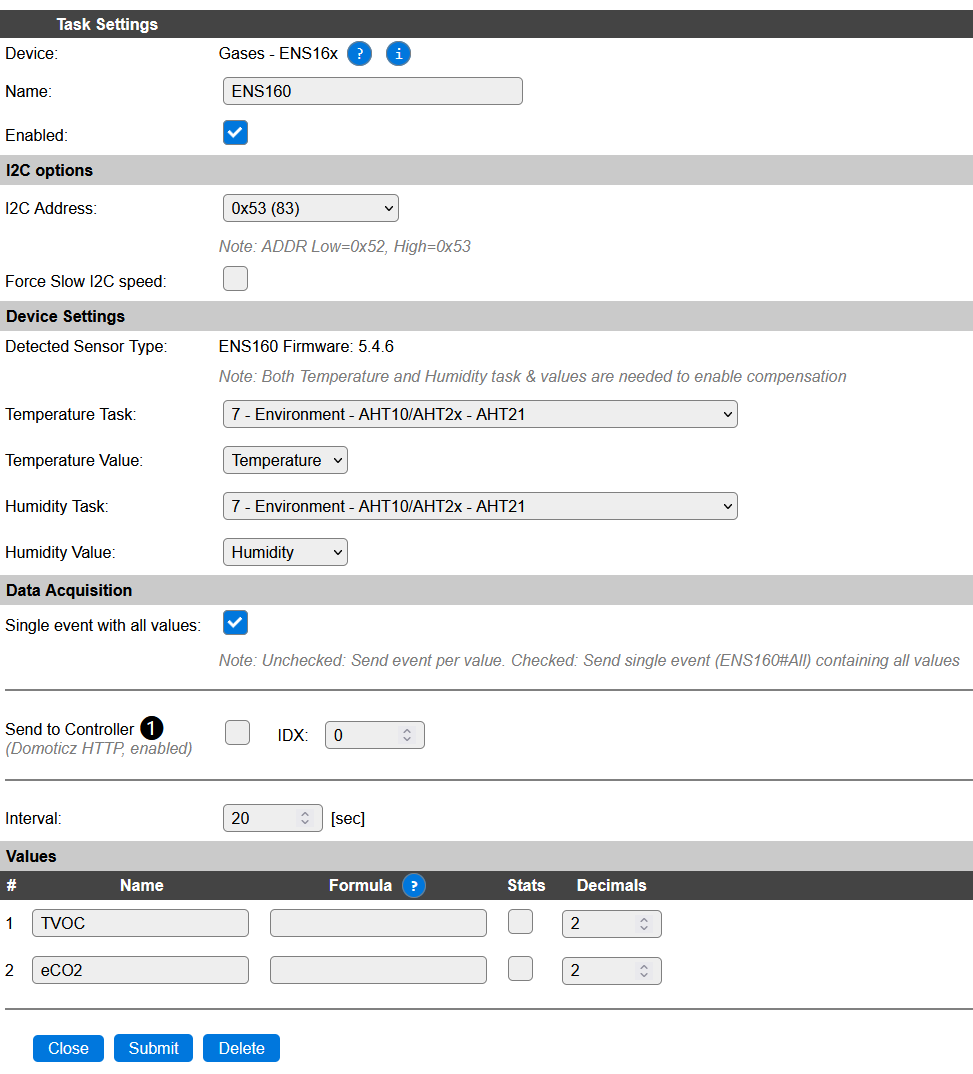 Task Settings
Device: Gases - ENS16x ? i
Name: ENS160
Enabled:
I2C options
I2C Address: 0x53 (83)
Note: ADDR Low=0x52, High=0x53
Force Slow I2C speed:
Device Settings
Detected Sensor Type: ENS160 Firmware: 5.4.6
Note: Both Temperature and Humidity task & values are needed to enable compensation
Temperature Task: 7 - Environment - AHT10/AHT2x - AHT21
Temperature Value: Temperature
Humidity Task: 7 - Environment - AHT10/AHT2x - AHT21
Humidity Value: Humidity
Data Acquisition
Single event with all values:
Note: Unchecked: Send event per value. Checked: Send single event (ENS160#All) containing all values
Send to Controller ❶ IDX: 0
(Domoticz HTTP, enabled)
Interval: 20 [sec]
Values
# Name Formula ? Stats Decimals
1 TVOC 2
2 eCO2 2
Close Submit Delete